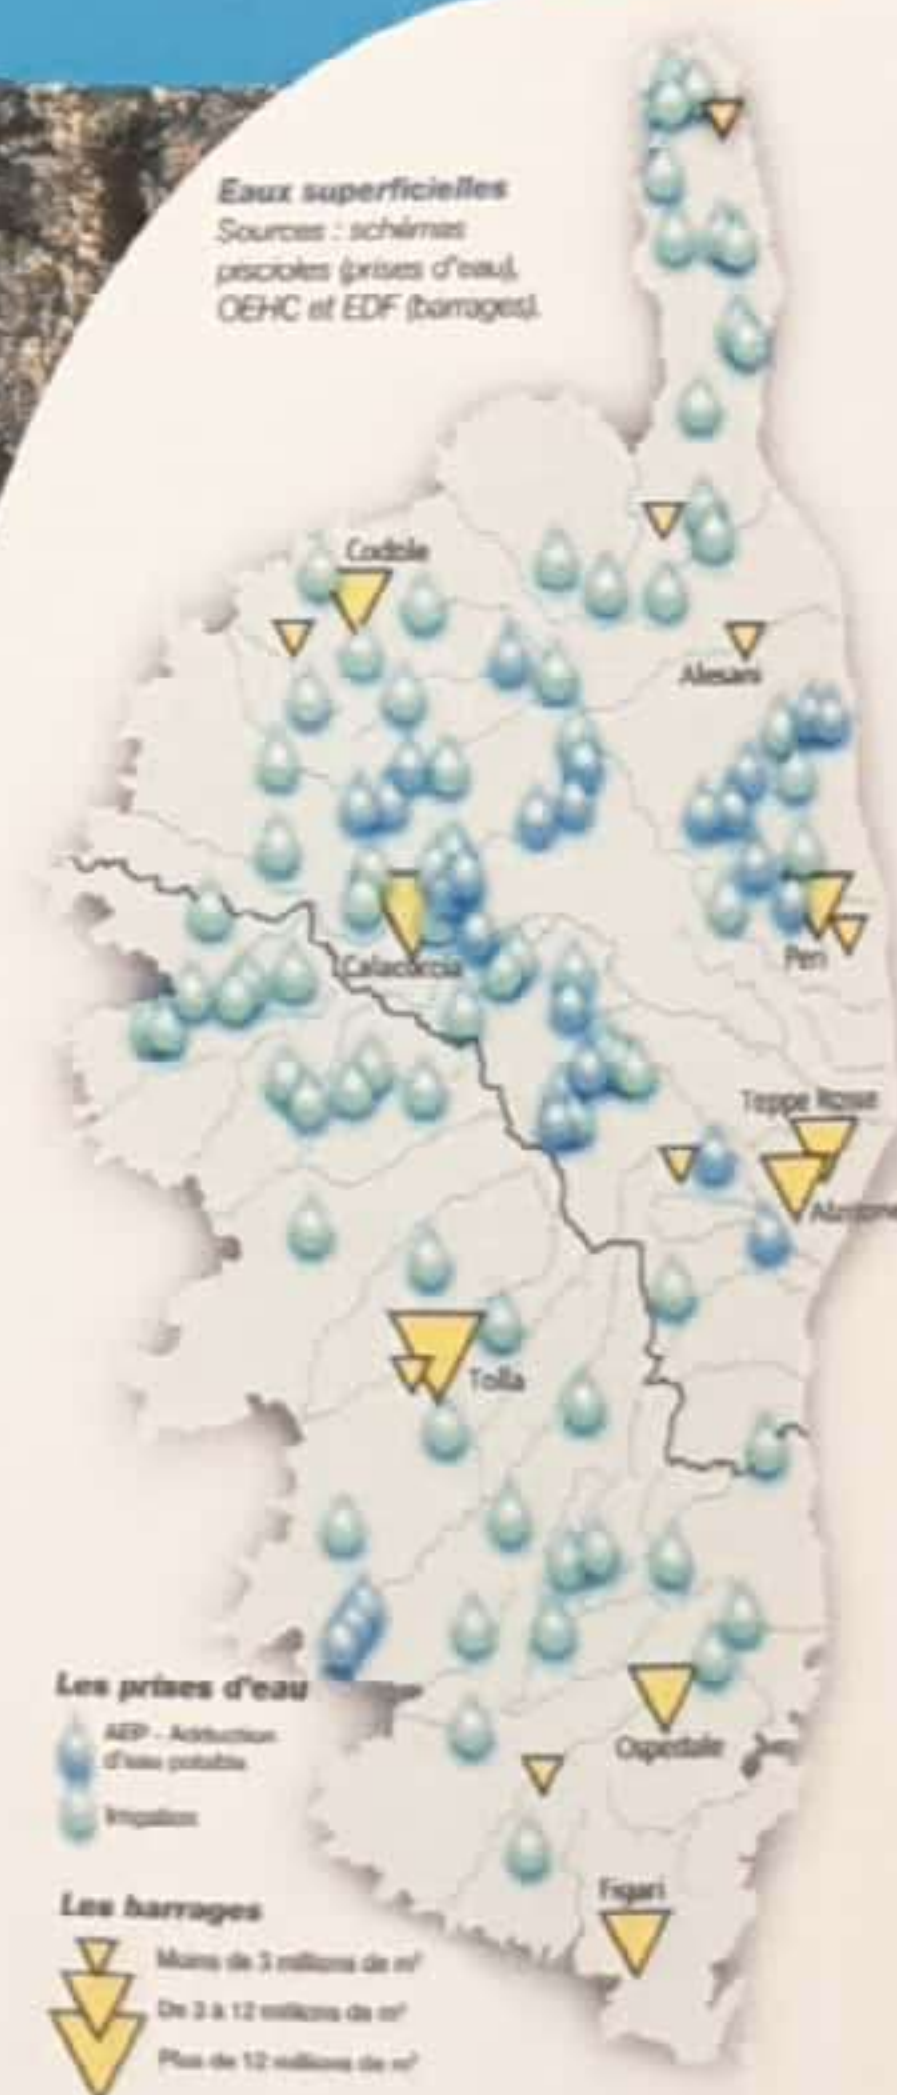 Eaux superficielles
Sources : schémas
piscicoles (prises d'eau),
OEHC et EDF (barrages).
Codole
Alesani
Calacuccia
Peri
Teppe Rosse
Tolla
Ospedale
Figari
Les prises d'eau
AEP - Adduction
d'eau potable
Irrigation
Les barrages
Moins de 3 millions de m³
De 3 à 12 millions de m³
Plus de 12 millions de m³